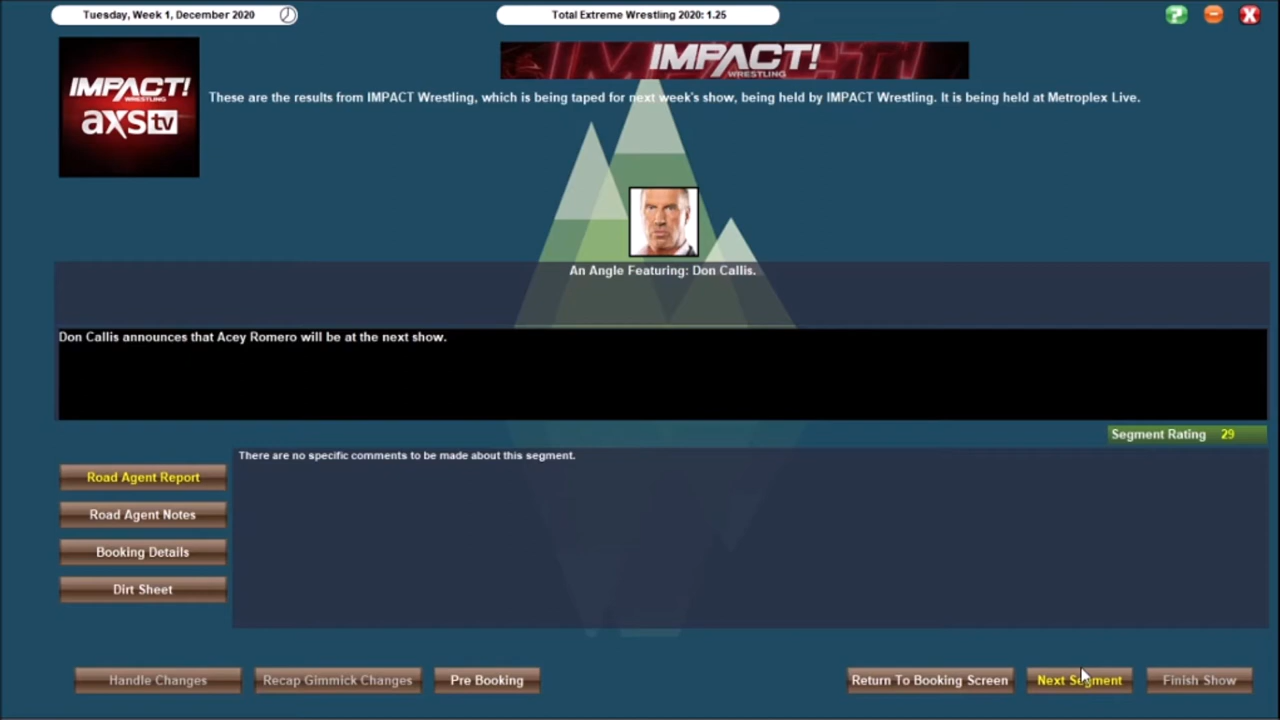 Tuesday, Week 1, December 2020
Total Extreme Wrestling 2020: 1.25
IMPACT!
WRESTLING
axs tv
IMPACT!
WRESTLING
These are the results from IMPACT Wrestling, which is being taped for next week's show, being held by IMPACT Wrestling. It is being held at Metroplex Live.
An Angle Featuring: Don Callis.
Don Callis announces that Acey Romero will be at the next show.
Segment Rating 29
There are no specific comments to be made about this segment.
Road Agent Report
Road Agent Notes
Booking Details
Dirt Sheet
Handle Changes
Recap Gimmick Changes
Pre Booking
Return To Booking Screen
Next Segment
Finish Show